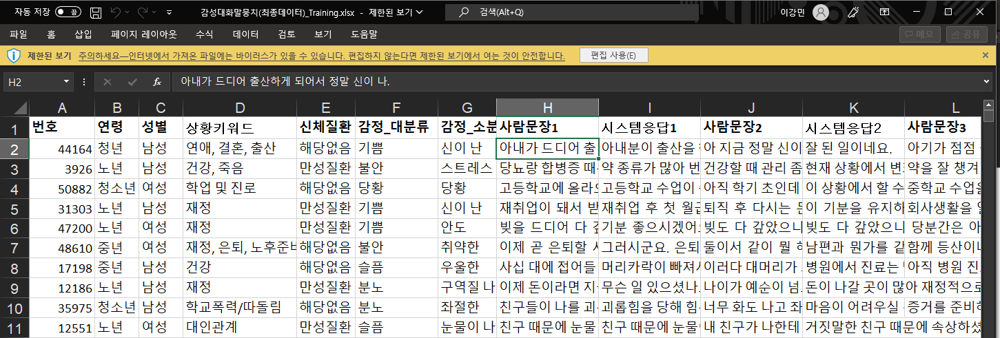 자동 저장 끔 감성대화말뭉치(최종데이터)_Training.xlsx - 제한된 보기 검색(Alt+Q) 이강민
파일 홈 삽입 페이지 레이아웃 수식 데이터 검토 보기 도움말 메모 공유
제한된 보기 주의하세요—인터넷에서 가져온 파일에는 바이러스가 있을 수 있습니다. 편집하지 않는다면 제한된 보기에서 여는 것이 안전합니다. 편집 사용(E)
H2 fx 아내가 드디어 출산하게 되어서 정말 신이 나.
A B C D E F G H I J K L
1 번호 연령 성별 상황키워드 신체질환 감정_대분류 감정_소분 사람문장1 시스템응답1 사람문장2 시스템응답2 사람문장3
2 44164 청년 남성 연애, 결혼, 출산 해당없음 기쁨 신이 난 아내가 드디어 출 아내분이 출산을 아 지금 정말 신이 잘 된 일이네요. 아기가 점점
3 3926 노년 남성 건강, 죽음 만성질환 불안 스트레스 당뇨랑 합병증 때 약 종류가 많아 번 건강할 때 관리 좀 현재 상황에서 변 약을 잘 챙겨
4 50882 청소년 여성 학업 및 진로 해당없음 당황 당황 고등학교에 올라 고등학교 수업이 아직 학기 초인데 이 상황에서 할 수 중학교 수업을
5 31303 노년 남성 재정 만성질환 기쁨 신이 난 재취업이 돼서 받 재취업 후 첫 월급 퇴직 후 다시는 이 기분을 유지하 회사생활을
6 47200 노년 여성 재정 만성질환 기쁨 안도 빚을 드디어 다 기분 좋으시겠어 빚도 다 갚았으니 빚도 다 갚았으니 당분간은 아
7 48610 중년 여성 재정, 은퇴, 노후준비 해당없음 불안 취약한 이제 곧 은퇴할 그러시군요. 은퇴 둘이서 같이 뭘 남편과 뭔가를 같 함께 등산이나
8 17198 중년 남성 건강 해당없음 슬픔 우울한 사십 대에 접어들 머리카락이 빠져서 이러다 대머리가 병원에서 진료는 아직 병원 진
9 12186 노년 남성 재정 만성질환 분노 구역질 나 이제 돈이라면 지 무슨 일 있으셨나 나이가 예순이 넘 돈이 나갈 곳이 많아 재정적으로
10 35975 청소년 남성 학교폭력/따돌림 해당없음 분노 좌절한 친구들이 나를 괴 괴롭힘을 당해 힘 너무 화도 나고 좌 마음이 어려우실 증거를 준비하
11 12551 노년 여성 대인관계 만성질환 슬픔 눈물이 나 친구 때문에 눈물 친구 때문에 눈물 내 친구가 나한테 거짓말한 친구 때문에 속상하셨